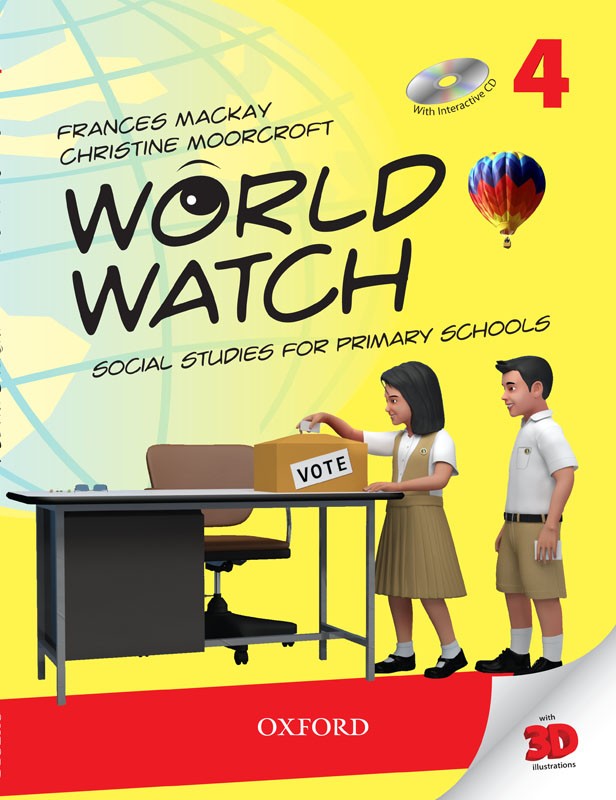 FRANCES MACKAY
CHRISTINE MOORCROFT
With Interactive CD
4
WORLD
WATCH
SOCIAL STUDIES FOR PRIMARY SCHOOLS
VOTE
OXFORD
with
3D
illustrations